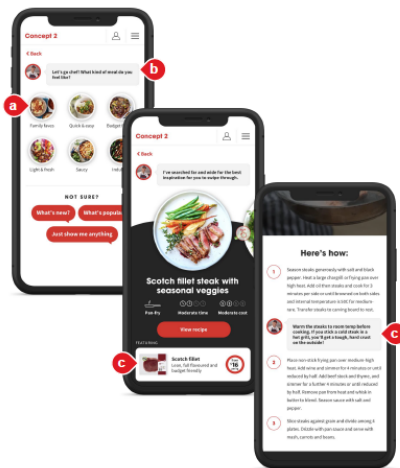 Concept 2
< Back
b
Let's go chef! What kind of meal do you
feel like?
a
Family faves
Quick & easy
Budget
Light & Fresh
Saucy
NOT SURE?
What's new?
What's popula
Just show me anything
Concept 2
< Back
I've searched far and wide for the best
inspiration for you to swipe through.
Scotch fillet steak with
seasonal veggies
Pan-fry
Moderate time
Moderate cost
View recipe
FEATURING
c
Scotch fillet
Lean, full flavoured and
budget friendly
$16
Here's how:
1
Season steaks generously with salt and black
pepper. Heat a large chargrill or frying pan over
high heat. Add oil then steaks and cook for 3
minutes per side or until browned on both sides
and internal temperature is 60C for medium
rare. Transfer steaks to carving board to rest.
Warm the steaks to room temp before
cooking. If you stick a cold steak in a
hot grill, you'll get a tough, hard crust
on the outside!
c
2
Place non-stick frying pan over medium-high
heat. Add wine and simmer for 4 minutes or until
reduced by half. Add beef stock and thyme, and
simmer for a further 4 minutes or until reduced
by half. Remove pan from heat and whisk in
butter to blend. Season sauce with salt and
pepper.
3
Slice steaks against grain and divide among 4
plates. Drizzle with pan sauce and serve with
mash, carrots and beans.